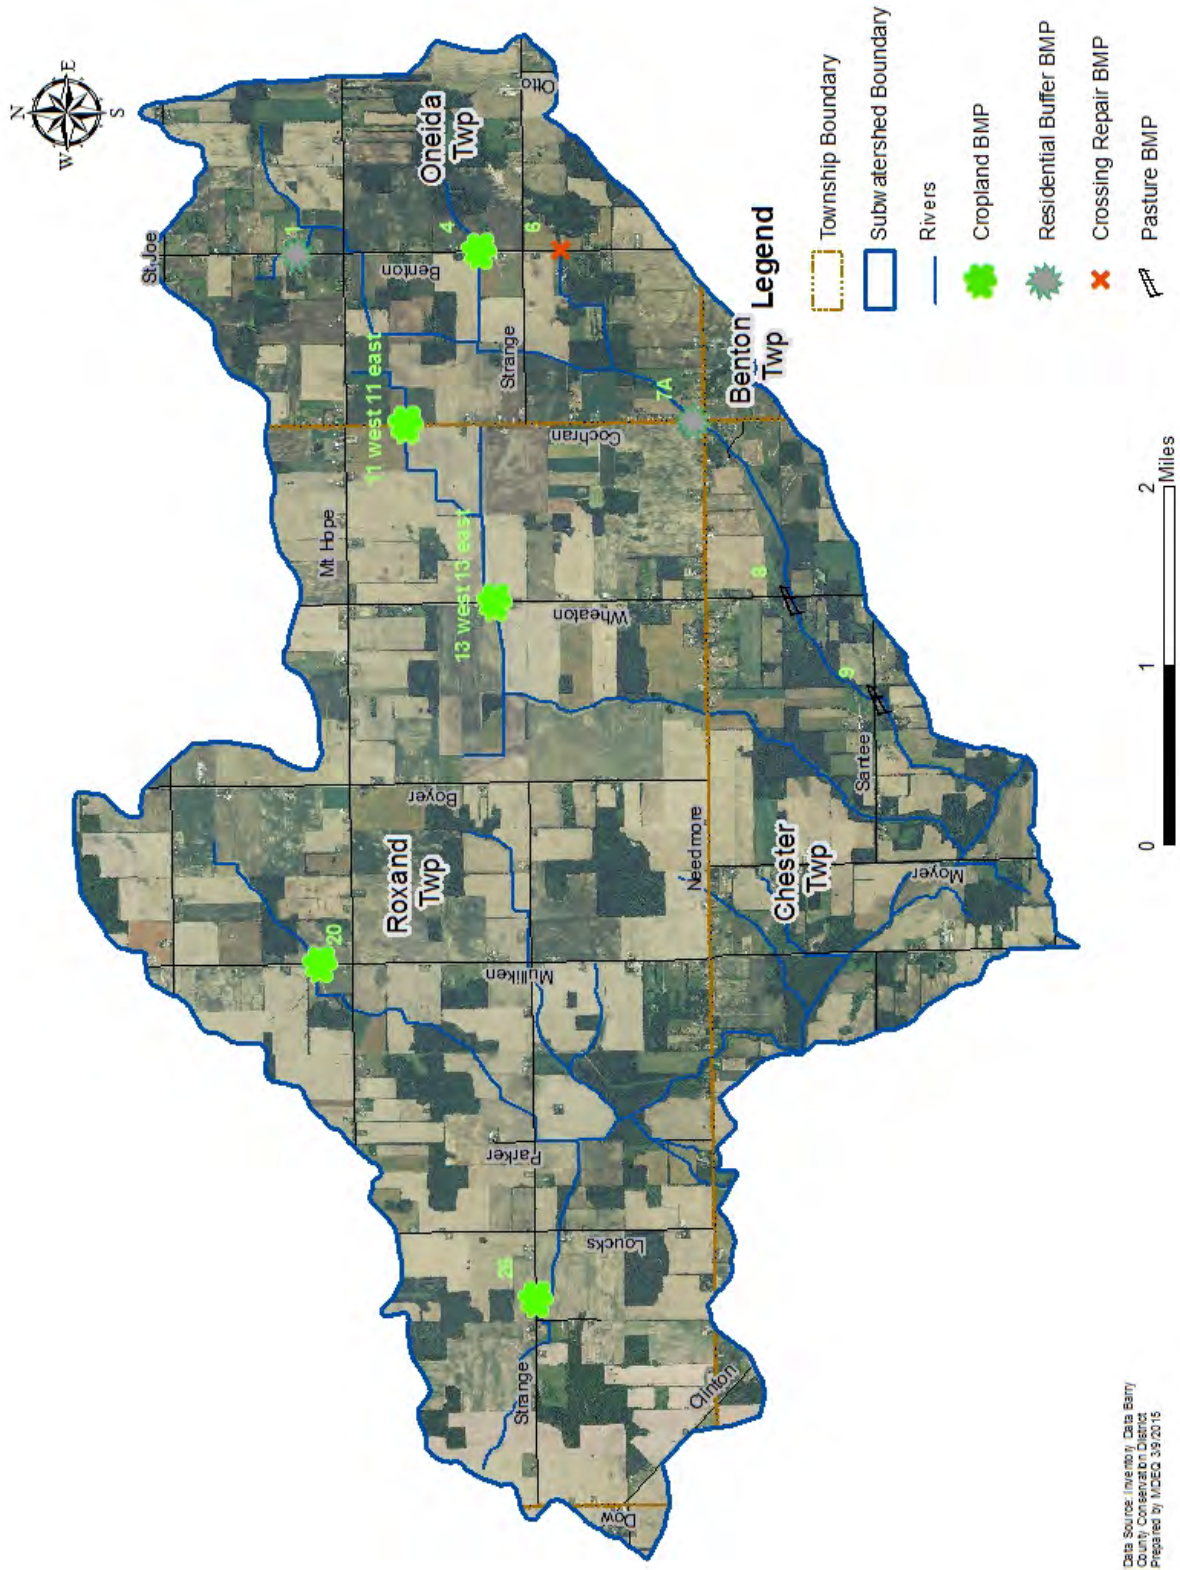 N
W
E
S
St Joe
1
Oneida
Twp
Otto
Benton
4
6
11 west 11 east
Strange
Mt Hope
Cochran
7A
Benton
Twp
13 west 13 east
Wheaton
8
9
Santee
Boyer
Roxand
Twp
Needmore
Chester
Twp
Moyer
20
Mulliken
Parker
Loucks
Strange
Clinton
Dow
Legend
Township Boundary
Subwatershed Boundary
Rivers
Cropland BMP
Residential Buffer BMP
Crossing Repair BMP
Pasture BMP
0 1 2
Miles
Data Source: Inventory Data Barry
County Conservation District
Prepared by MDEQ 3/9/2015